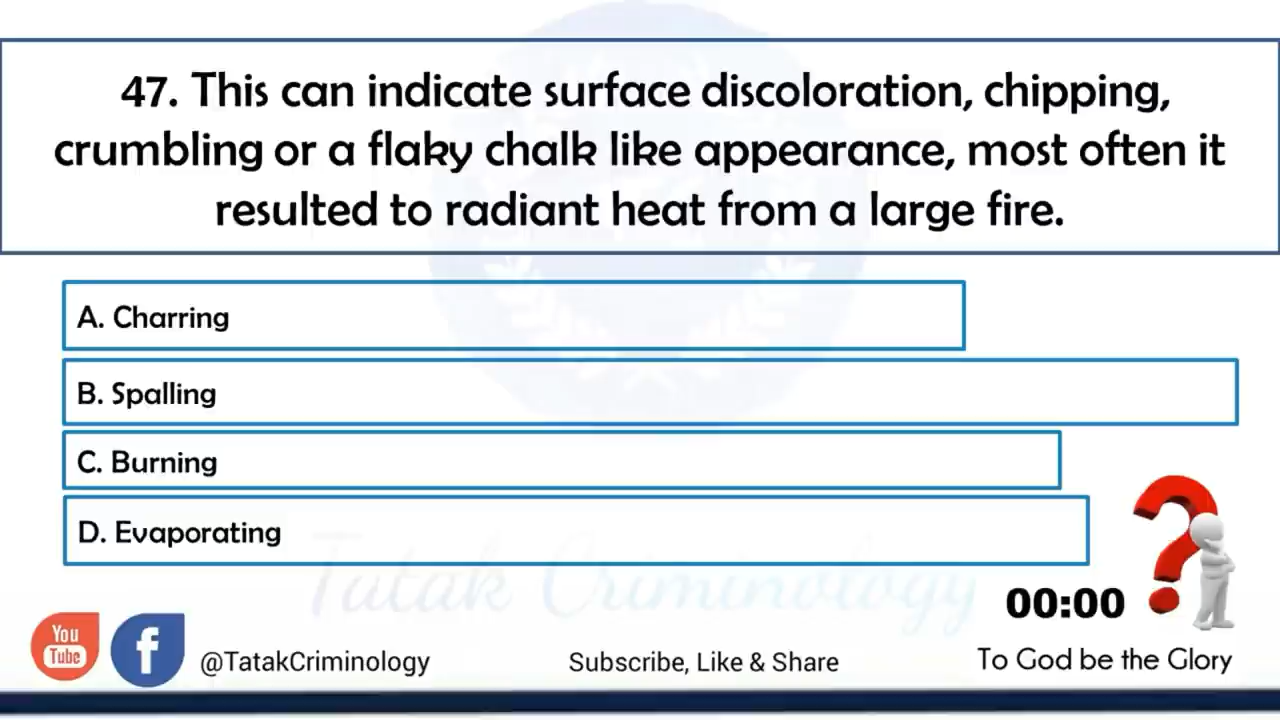 47. This can indicate surface discoloration, chipping,
crumbling or a flaky chalk like appearance, most often it
resulted to radiant heat from a large fire.
A. Charring
B. Spalling
C. Burning
D. Evaporating
Tatak Criminology
00:00
You
Tube
f
@TatakCriminology
Subscribe, Like & Share
To God be the Glory